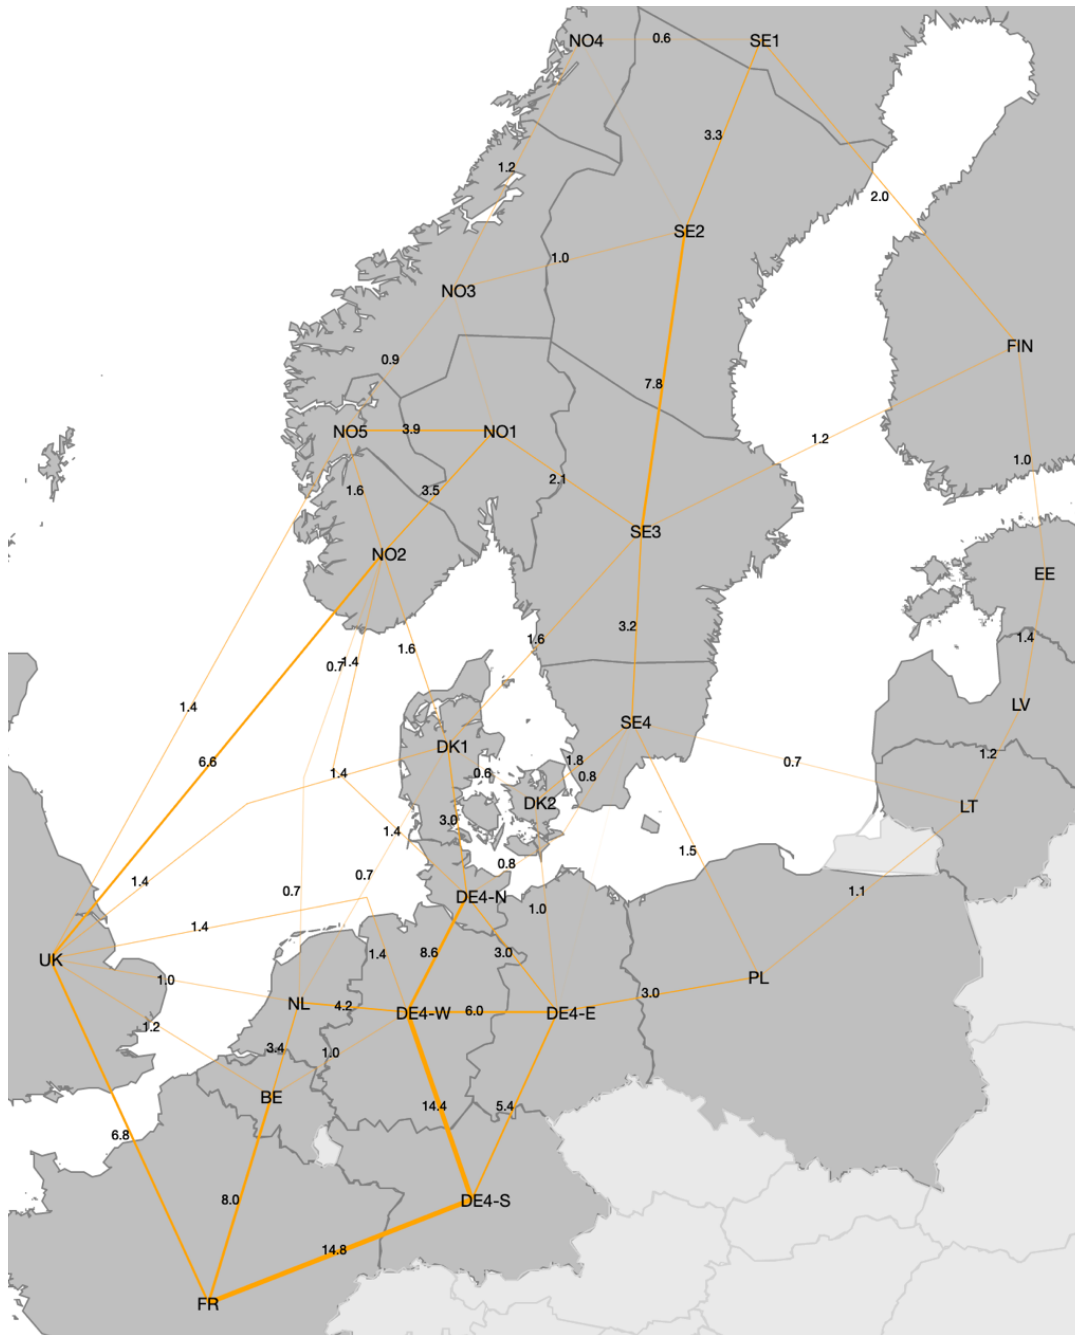 NO4
0.6
SE1
3.3
1.2
2.0
SE2
1.0
NO3
FIN
0.9
7.8
NO5
3.9
NO1
1.2
1.0
2.1
1.6
3.5
SE3
NO2
EE
3.2
1.6
1.4
1.6
0.7
1.4
LV
1.4
SE4
DK1
1.2
6.6
1.8
0.7
1.4
0.6
0.8
DK2
LT
3.0
1.4
1.5
0.8
0.7
1.4
0.7
1.1
DE4-N
1.0
1.4
8.6
3.0
1.4
UK
1.0
PL
3.0
NL
4.2
DE4-W
6.0
DE4-E
1.2
3.4
1.0
BE
14.4
5.4
6.8
8.0
DE4-S
14.8
FR